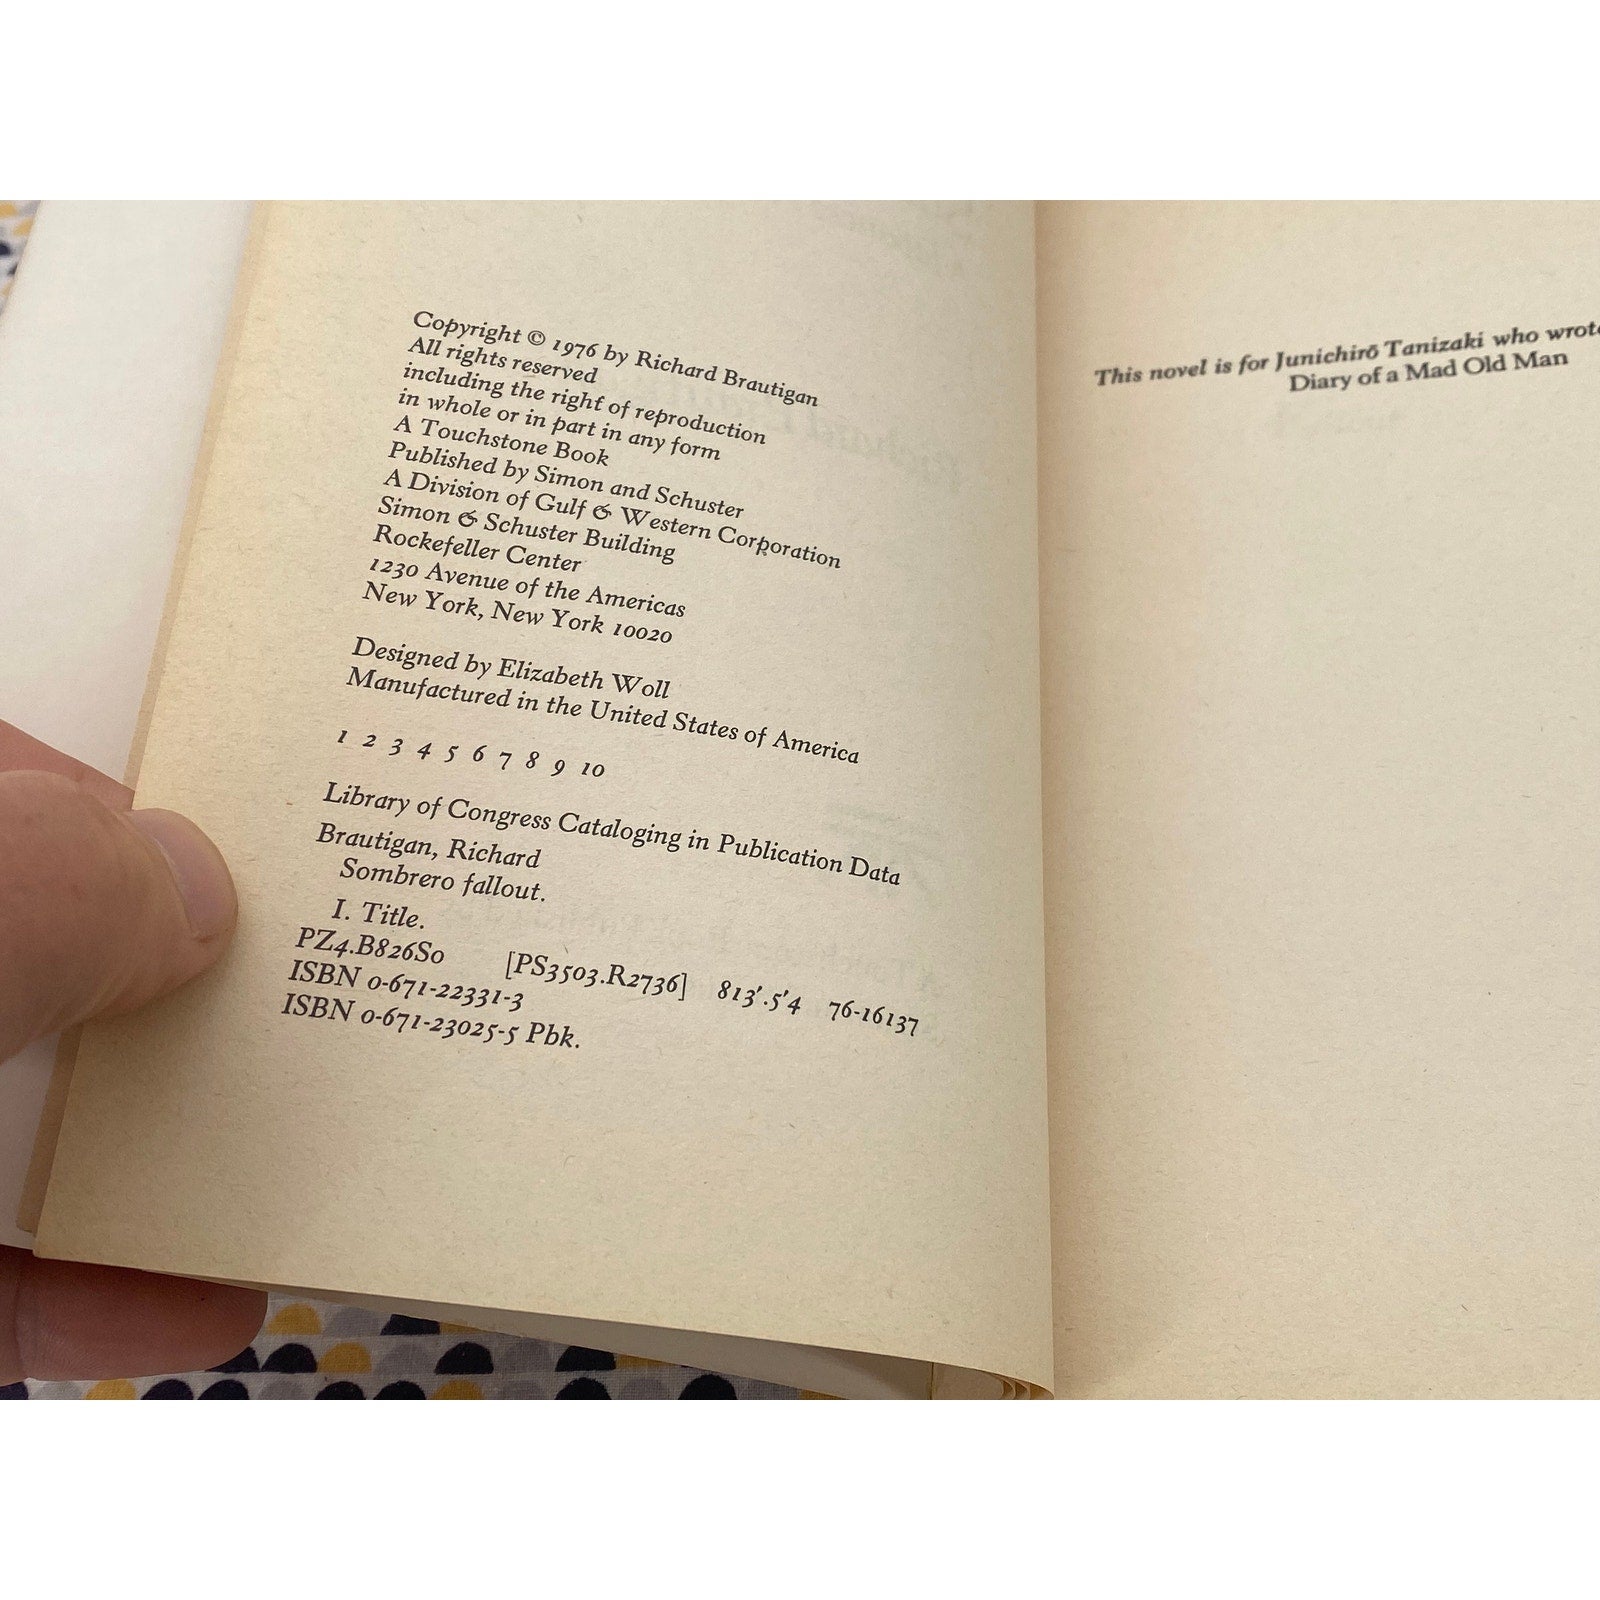 Copyright © 1976 by Richard Brautigan
All rights reserved
including the right of reproduction
in whole or in part in any form
A Touchstone Book
Published by Simon and Schuster
A Division of Gulf & Western Corporation
Simon & Schuster Building
Rockefeller Center
1230 Avenue of the Americas
New York, New York 10020
Designed by Elizabeth Woll
Manufactured in the United States of America
1 2 3 4 5 6 7 8 9 10
Library of Congress Cataloging in Publication Data
Brautigan, Richard
Sombrero fallout.
I. Title.
PZ4.B826So [PS3503.R2736] 813'.5'4 76-16137
ISBN 0-671-22331-3
ISBN 0-671-23025-5 Pbk.
This novel is for Junichirō Tanizaki who wrote
Diary of a Mad Old Man